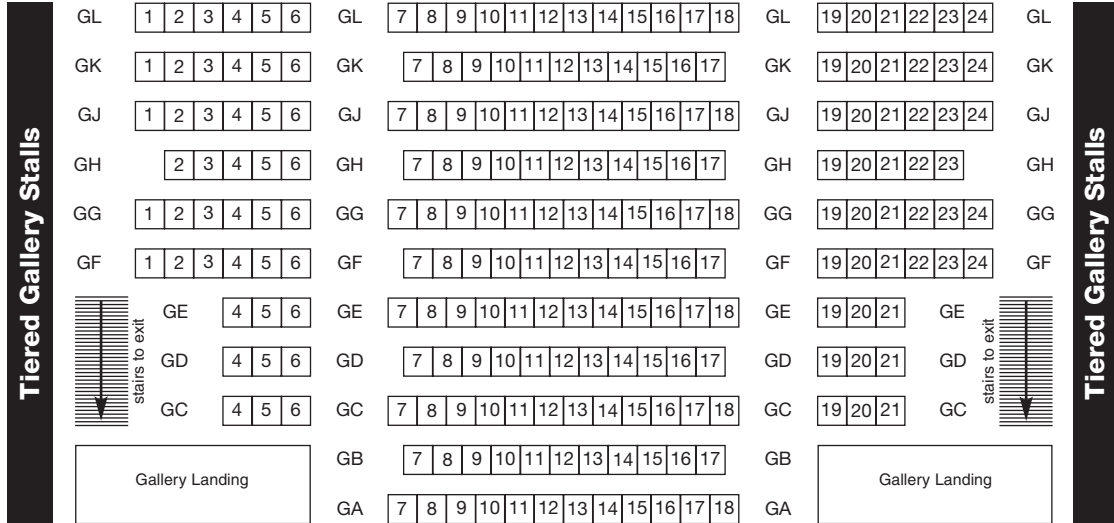 Tiered Gallery Stalls
GL 1 2 3 4 5 6 GL 7 8 9 10 11 12 13 14 15 16 17 18 GL 19 20 21 22 23 24 GL
GK 1 2 3 4 5 6 GK 7 8 9 10 11 12 13 14 15 16 17 GK 19 20 21 22 23 24 GK
GJ 1 2 3 4 5 6 GJ 7 8 9 10 11 12 13 14 15 16 17 18 GJ 19 20 21 22 23 24 GJ
GH 2 3 4 5 6 GH 7 8 9 10 11 12 13 14 15 16 17 GH 19 20 21 22 23 GH
GG 1 2 3 4 5 6 GG 7 8 9 10 11 12 13 14 15 16 17 18 GG 19 20 21 22 23 24 GG
GF 1 2 3 4 5 6 GF 7 8 9 10 11 12 13 14 15 16 17 GF 19 20 21 22 23 24 GF
GE 4 5 6 GE 7 8 9 10 11 12 13 14 15 16 17 18 GE 19 20 21 GE
stairs to exit
GD 4 5 6 GD 7 8 9 10 11 12 13 14 15 16 17 GD 19 20 21 GD
stairs to exit
GC 4 5 6 GC 7 8 9 10 11 12 13 14 15 16 17 18 GC 19 20 21 GC
Gallery Landing
GB 7 8 9 10 11 12 13 14 15 16 17 GB
Gallery Landing
GA 7 8 9 10 11 12 13 14 15 16 17 18 GA
Tiered Gallery Stalls